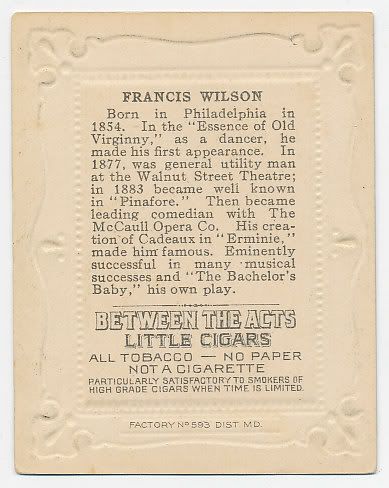 FRANCIS WILSON
Born in Philadelphia in
1854. In the "Essence of Old
Virginny," as a dancer, he
made his first appearance. In
1877, was general utility man
at the Walnut Street Theatre;
in 1883 became well known
in "Pinafore." Then became
leading comedian with The
McCaull Opera Co. His crea-
tion of Cadeaux in "Erminie,"
made him famous. Eminently
successful in many musical
successes and "The Bachelor's
Baby," his own play.
BETWEEN THE ACTS
LITTLE CIGARS
ALL TOBACCO — NO PAPER
NOT A CIGARETTE
PARTICULARLY SATISFACTORY TO SMOKERS OF
HIGH GRADE CIGARS WHEN TIME IS LIMITED.
FACTORY No 593 DIST MD.